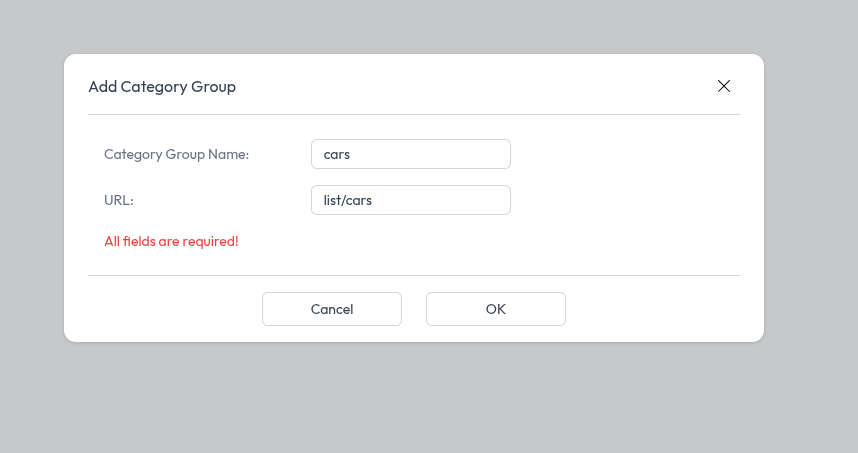 Add Category Group
Category Group Name: cars
URL: list/cars
All fields are required!
Cancel OK